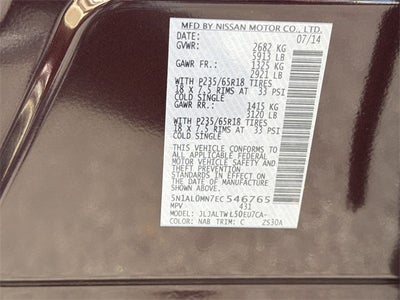 MFD BY NISSAN MOTOR CO., LTD.
DATE: 07/14
GVWR: 2682 KG
5913 LB
GAWR FR.: 1325 KG
2921 LB
WITH P235/65R18 TIRES
18 X 7.5 RIMS AT 33 PSI
COLD SINGLE
GAWR RR.: 1415 KG
3120 LB
WITH P235/65R18 TIRES
18 X 7.5 RIMS AT 33 PSI
COLD SINGLE
THIS VEHICLE CONFORMS TO
ALL APPLICABLE U.S. FEDERAL
MOTOR VEHICLE SAFETY
AND THEFT PREVENTION
STANDARDS IN EFFECT ON THE
DATE OF MANUFACTURE SHOWN
ABOVE.
5N1AL0MN7EC546765
MPV 431
MODEL: JLJALTWL50EU7CA-
COLOR: NAB TRIM: C 2S30A